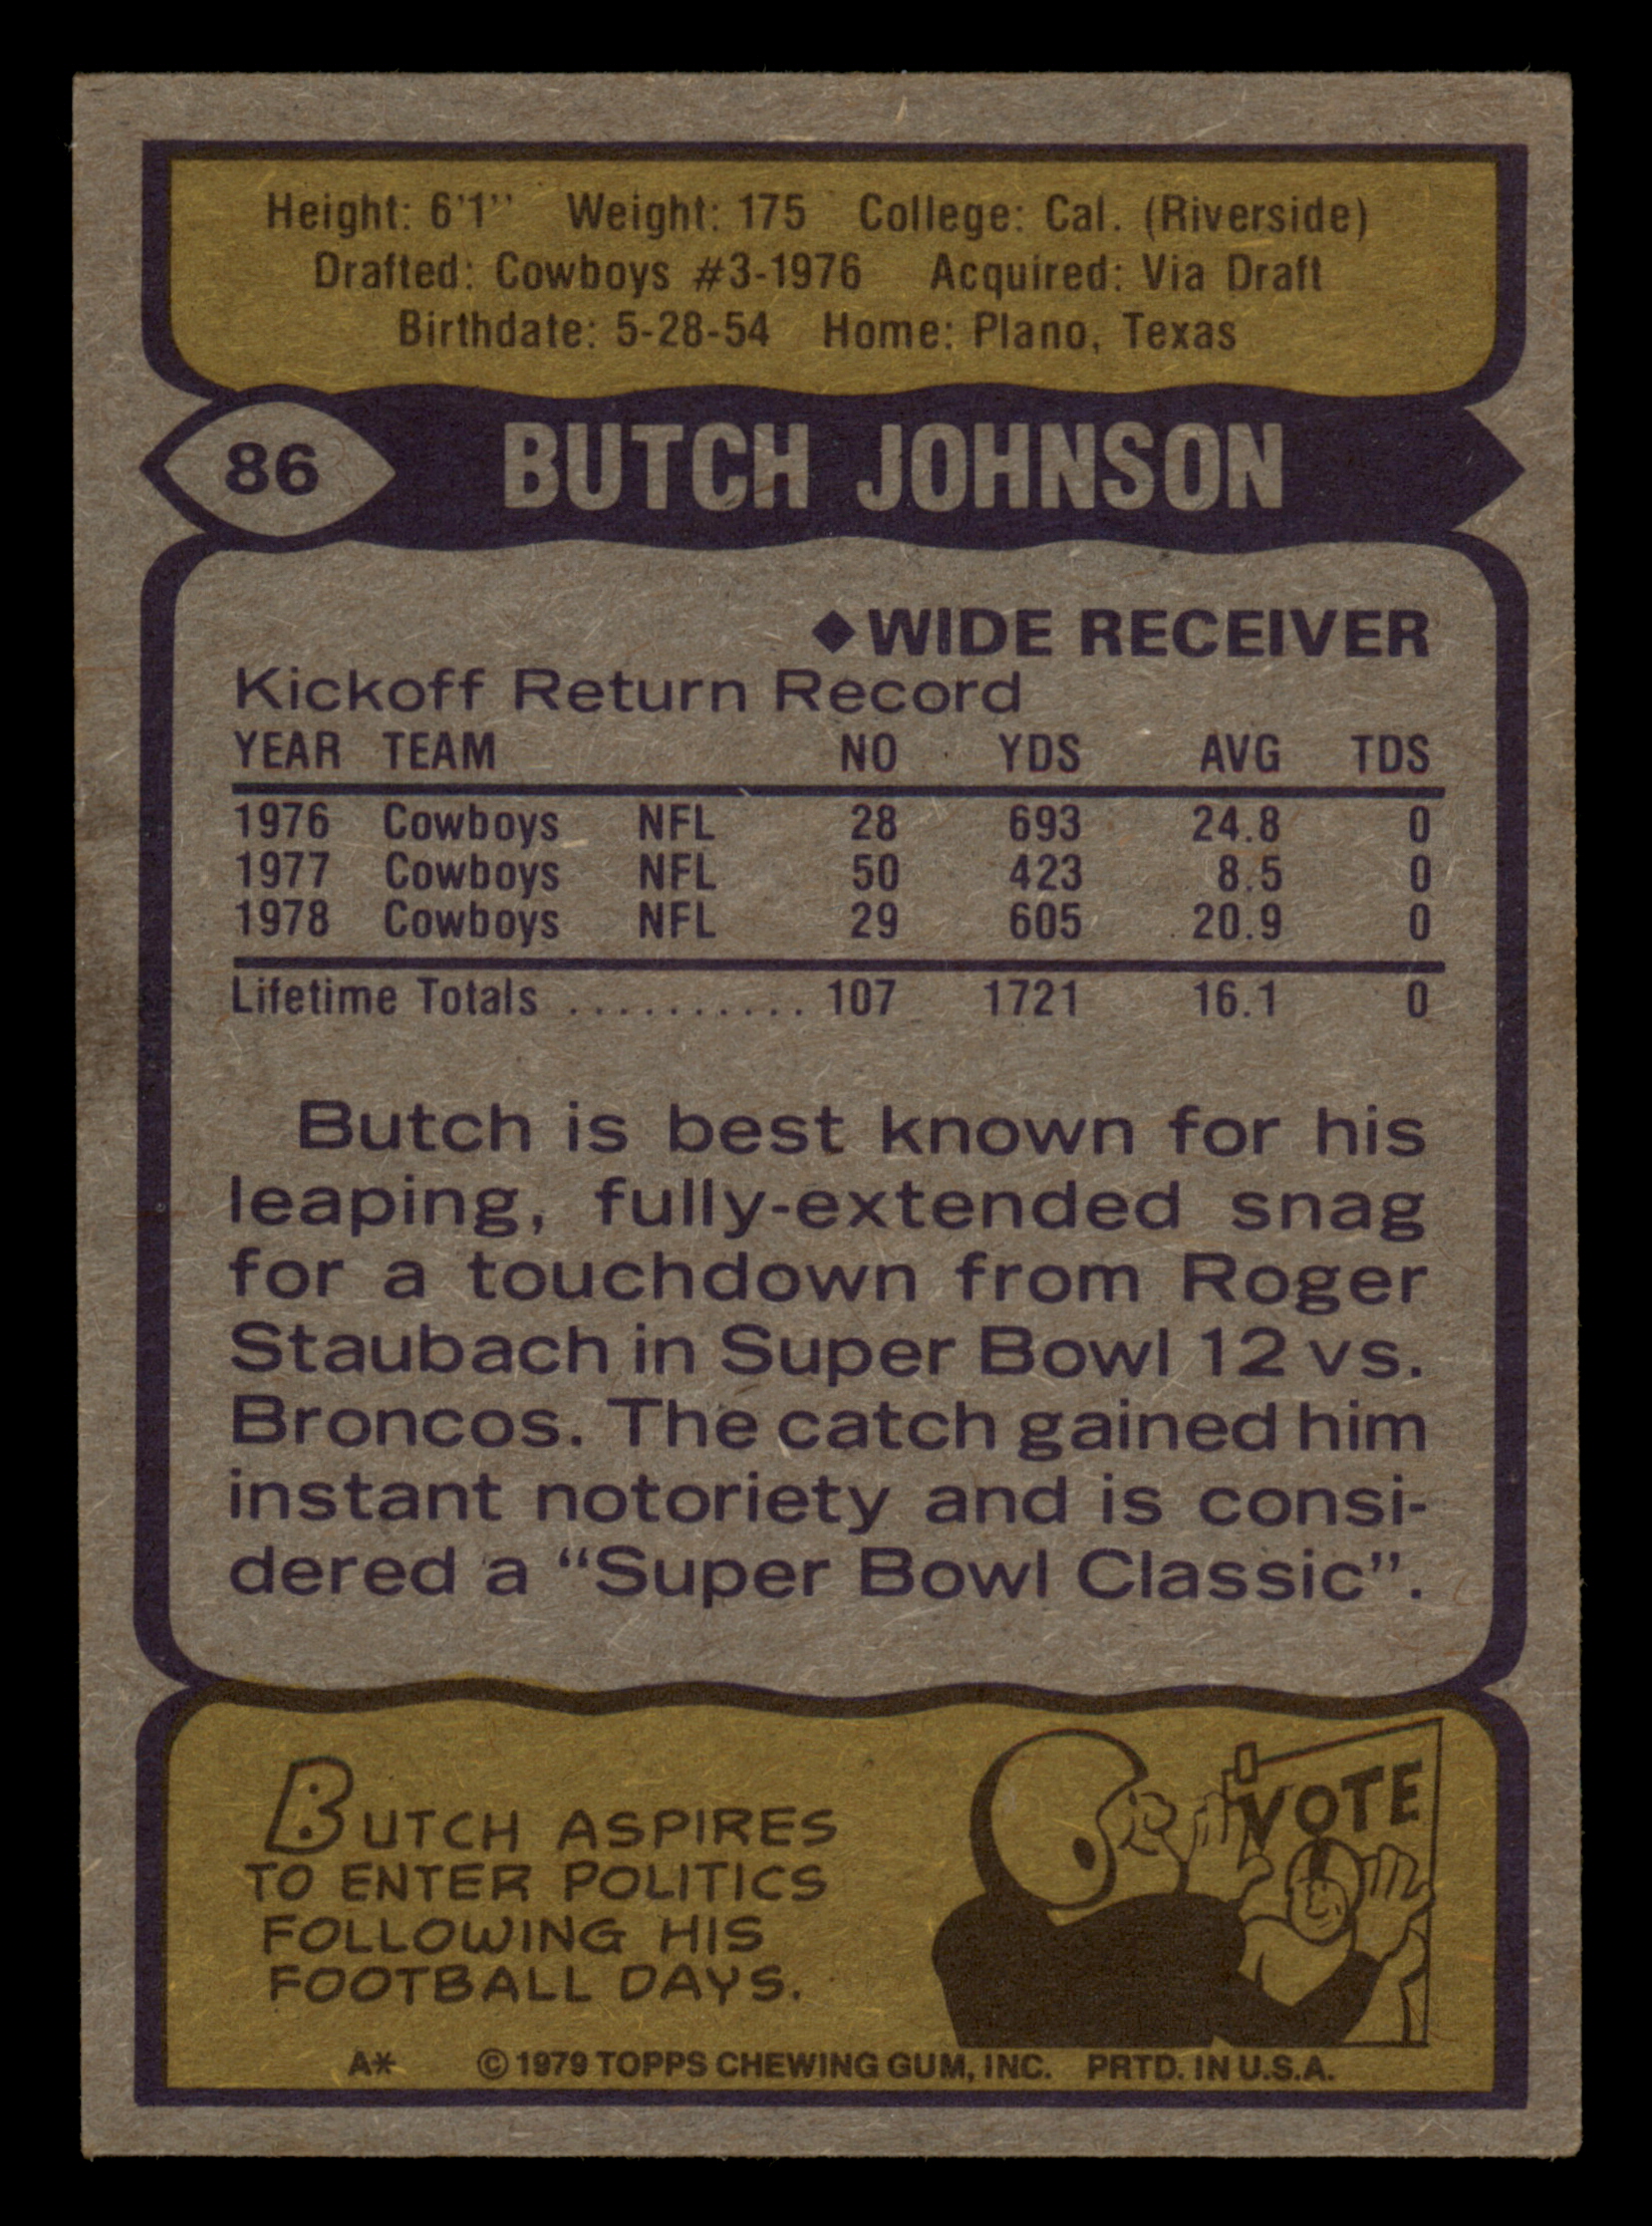 Height: 6'1'' Weight: 175 College: Cal. (Riverside)
Drafted: Cowboys #3-1976 Acquired: Via Draft
Birthdate: 5-28-54 Home: Plano, Texas
86 BUTCH JOHNSON
◆WIDE RECEIVER
Kickoff Return Record
YEAR TEAM NO YDS AVG TDS
1976 Cowboys NFL 28 693 24.8 0
1977 Cowboys NFL 50 423 8.5 0
1978 Cowboys NFL 29 605 20.9 0
Lifetime Totals .......... 107 1721 16.1 0
Butch is best known for his
leaping, fully-extended snag
for a touchdown from Roger
Staubach in Super Bowl 12 vs.
Broncos. The catch gained him
instant notoriety and is consi-
dered a “Super Bowl Classic”.
BUTCH ASPIRES
TO ENTER POLITICS
FOLLOWING HIS
FOOTBALL DAYS.
VOTE
A* © 1979 TOPPS CHEWING GUM, INC. PRTD. IN U.S.A.